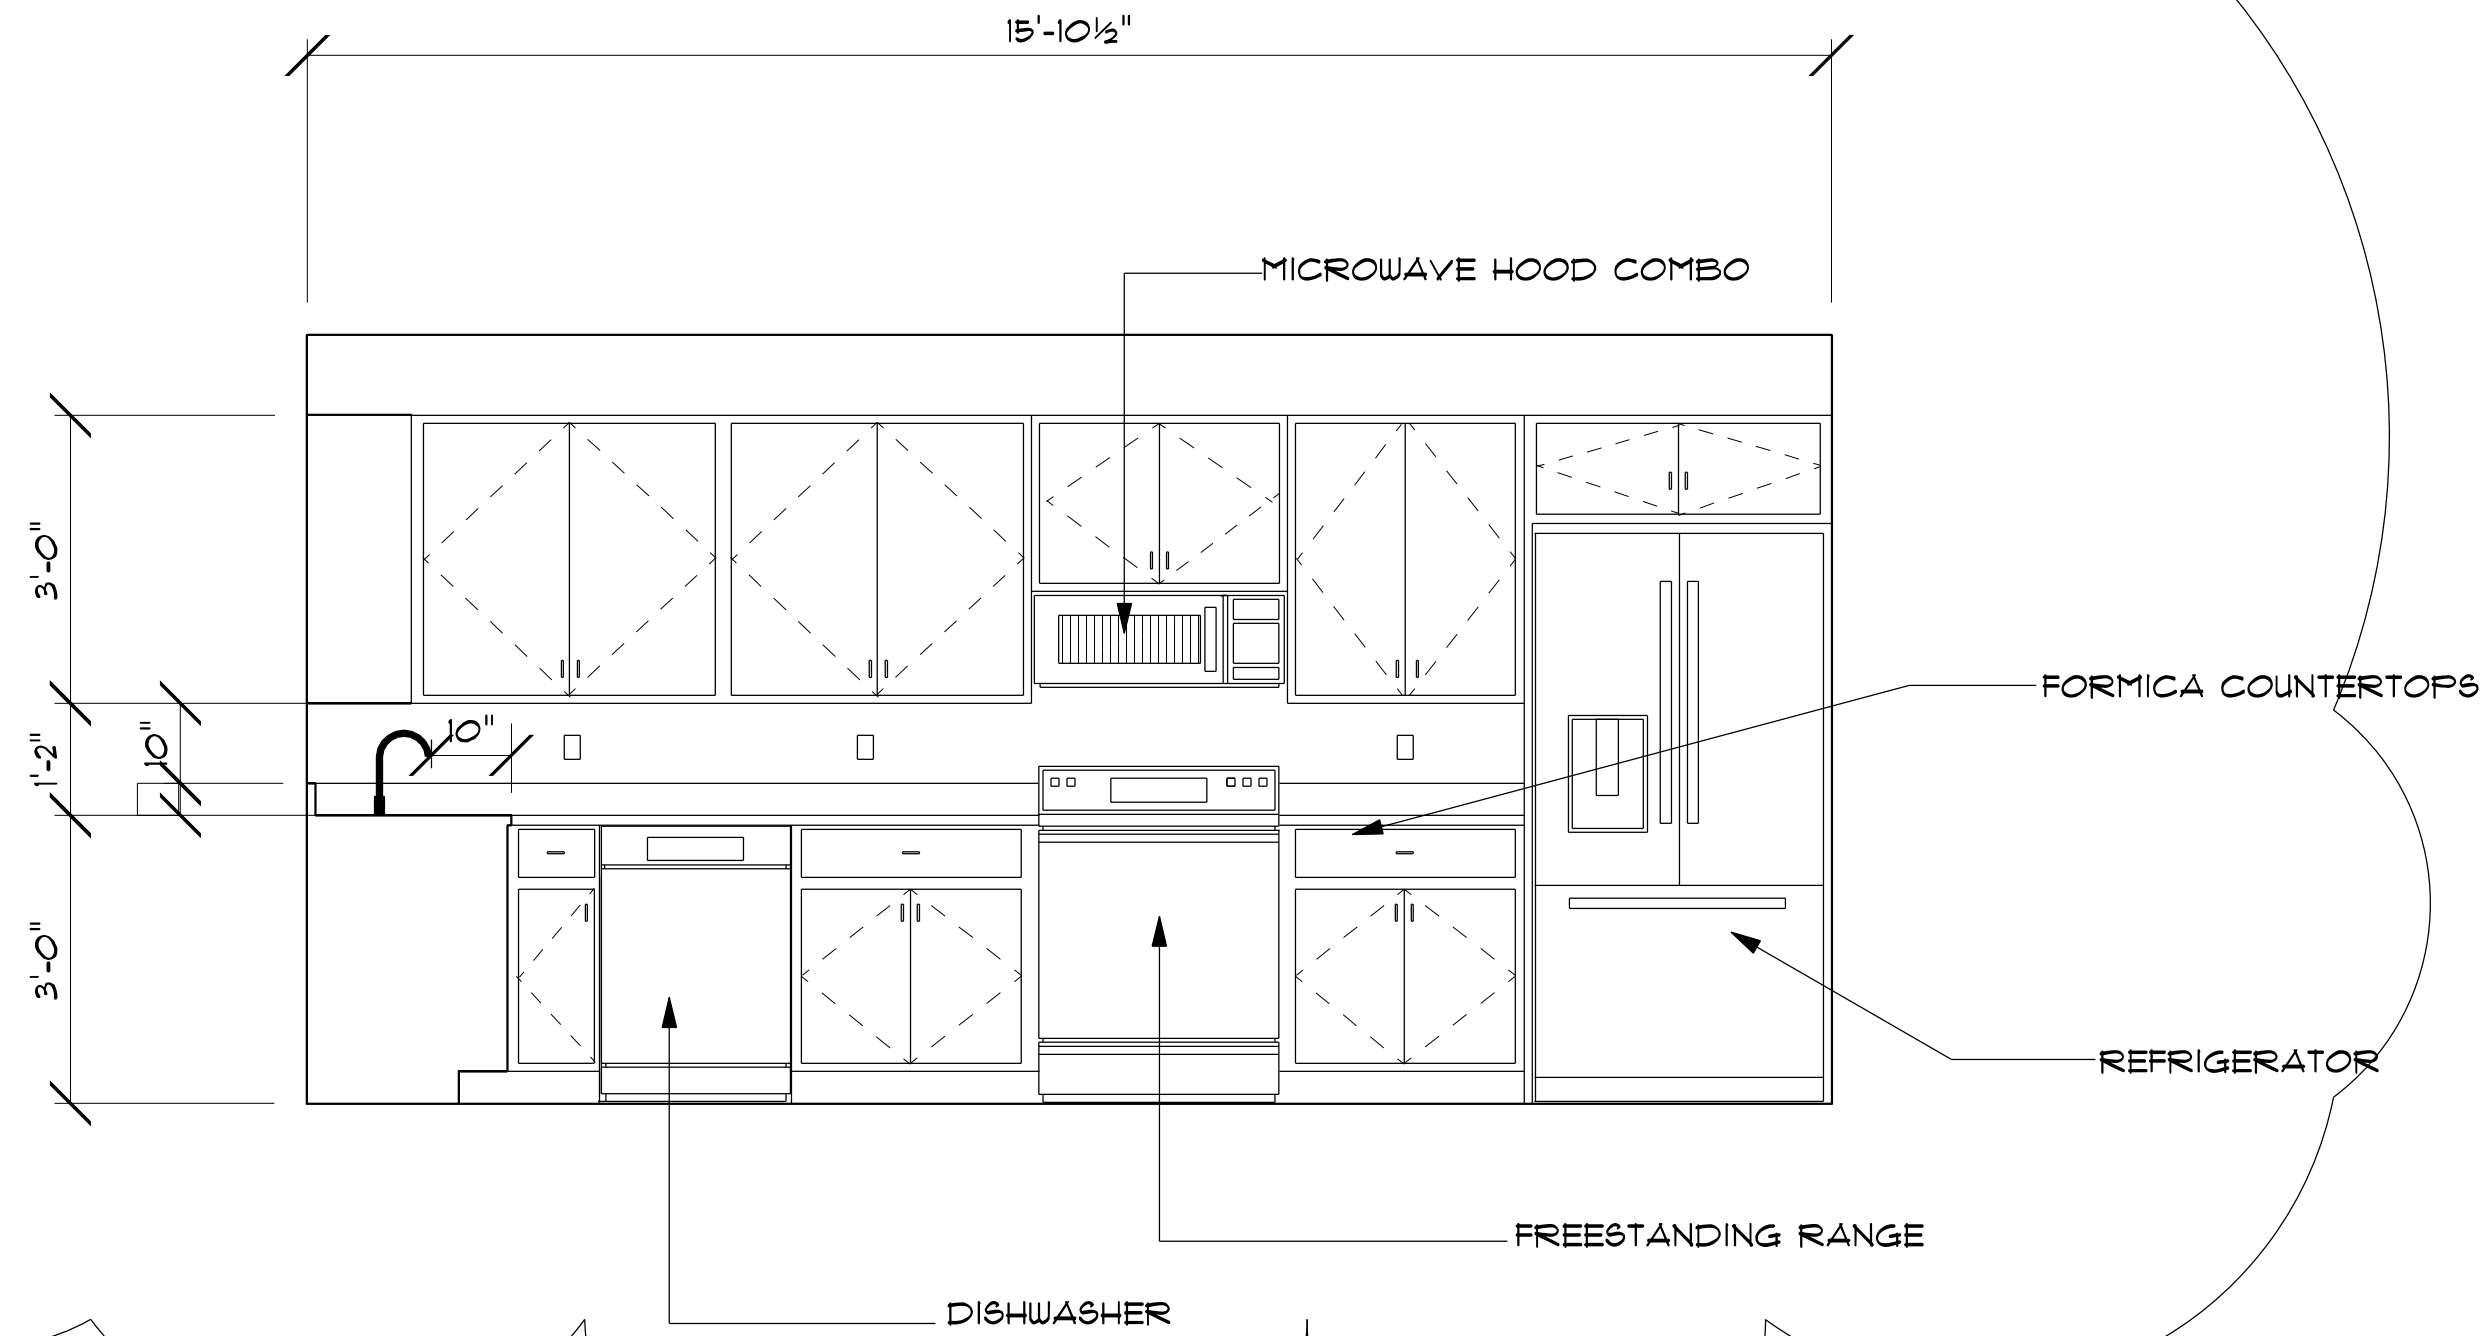 15'-10½"
MICROWAVE HOOD COMBO
3'-0"
FORMICA COUNTERTOPS
10"
10"
1'-2"
3'-0"
REFRIGERATOR
FREESTANDING RANGE
DISHWASHER